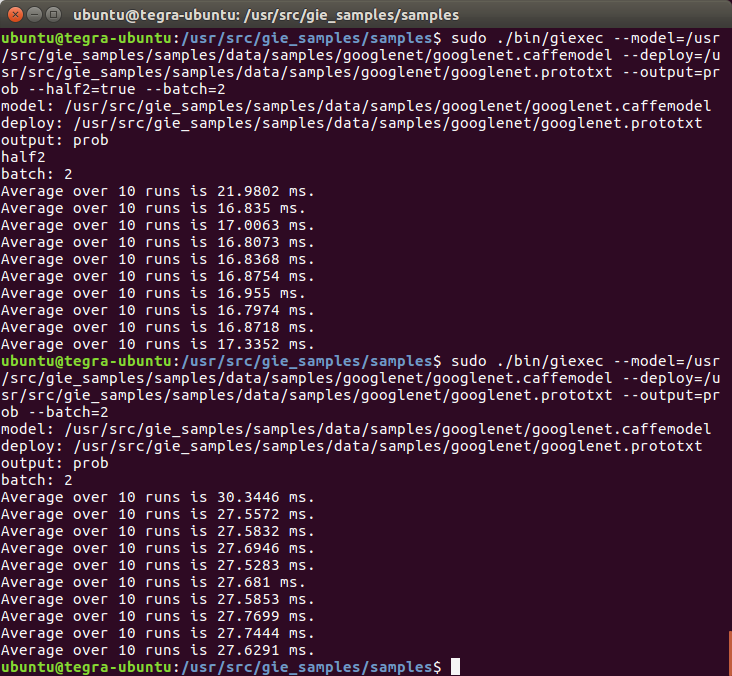 ubuntu@tegra-ubuntu: /usr/src/gie_samples/samples
ubuntu@tegra-ubuntu:/usr/src/gie_samples/samples$ sudo ./bin/giexec --model=/usr
/src/gie_samples/samples/data/samples/googlenet/googlenet.caffemodel --deploy=/u
sr/src/gie_samples/samples/data/samples/googlenet/googlenet.prototxt --output=pr
ob --half2=true --batch=2
model: /usr/src/gie_samples/samples/data/samples/googlenet/googlenet.caffemodel
deploy: /usr/src/gie_samples/samples/data/samples/googlenet/googlenet.prototxt
output: prob
half2
batch: 2
Average over 10 runs is 21.9802 ms.
Average over 10 runs is 16.835 ms.
Average over 10 runs is 17.0063 ms.
Average over 10 runs is 16.8073 ms.
Average over 10 runs is 16.8368 ms.
Average over 10 runs is 16.8754 ms.
Average over 10 runs is 16.955 ms.
Average over 10 runs is 16.7974 ms.
Average over 10 runs is 16.8718 ms.
Average over 10 runs is 17.3352 ms.
ubuntu@tegra-ubuntu:/usr/src/gie_samples/samples$ sudo ./bin/giexec --model=/usr
/src/gie_samples/samples/data/samples/googlenet/googlenet.caffemodel --deploy=/u
sr/src/gie_samples/samples/data/samples/googlenet/googlenet.prototxt --output=pr
ob --batch=2
model: /usr/src/gie_samples/samples/data/samples/googlenet/googlenet.caffemodel
deploy: /usr/src/gie_samples/samples/data/samples/googlenet/googlenet.prototxt
output: prob
batch: 2
Average over 10 runs is 30.3446 ms.
Average over 10 runs is 27.5572 ms.
Average over 10 runs is 27.5832 ms.
Average over 10 runs is 27.6946 ms.
Average over 10 runs is 27.5283 ms.
Average over 10 runs is 27.681 ms.
Average over 10 runs is 27.5853 ms.
Average over 10 runs is 27.7699 ms.
Average over 10 runs is 27.7444 ms.
Average over 10 runs is 27.6291 ms.
ubuntu@tegra-ubuntu:/usr/src/gie_samples/samples$